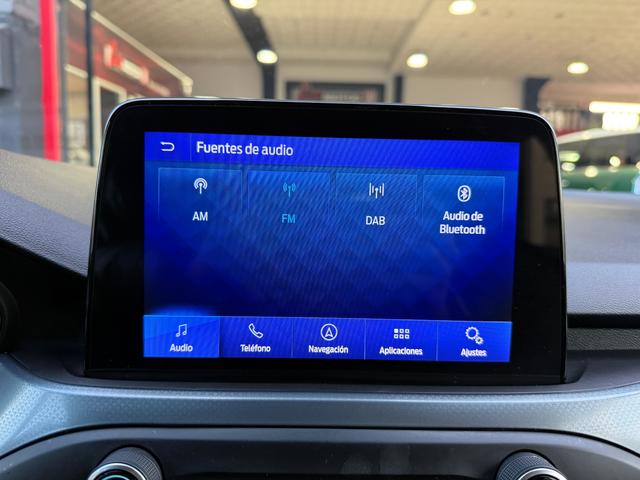 Fuentes de audio
AM
FM
DAB
Audio de
Bluetooth
Audio
Teléfono
Navegación
Aplicaciones
Ajustes